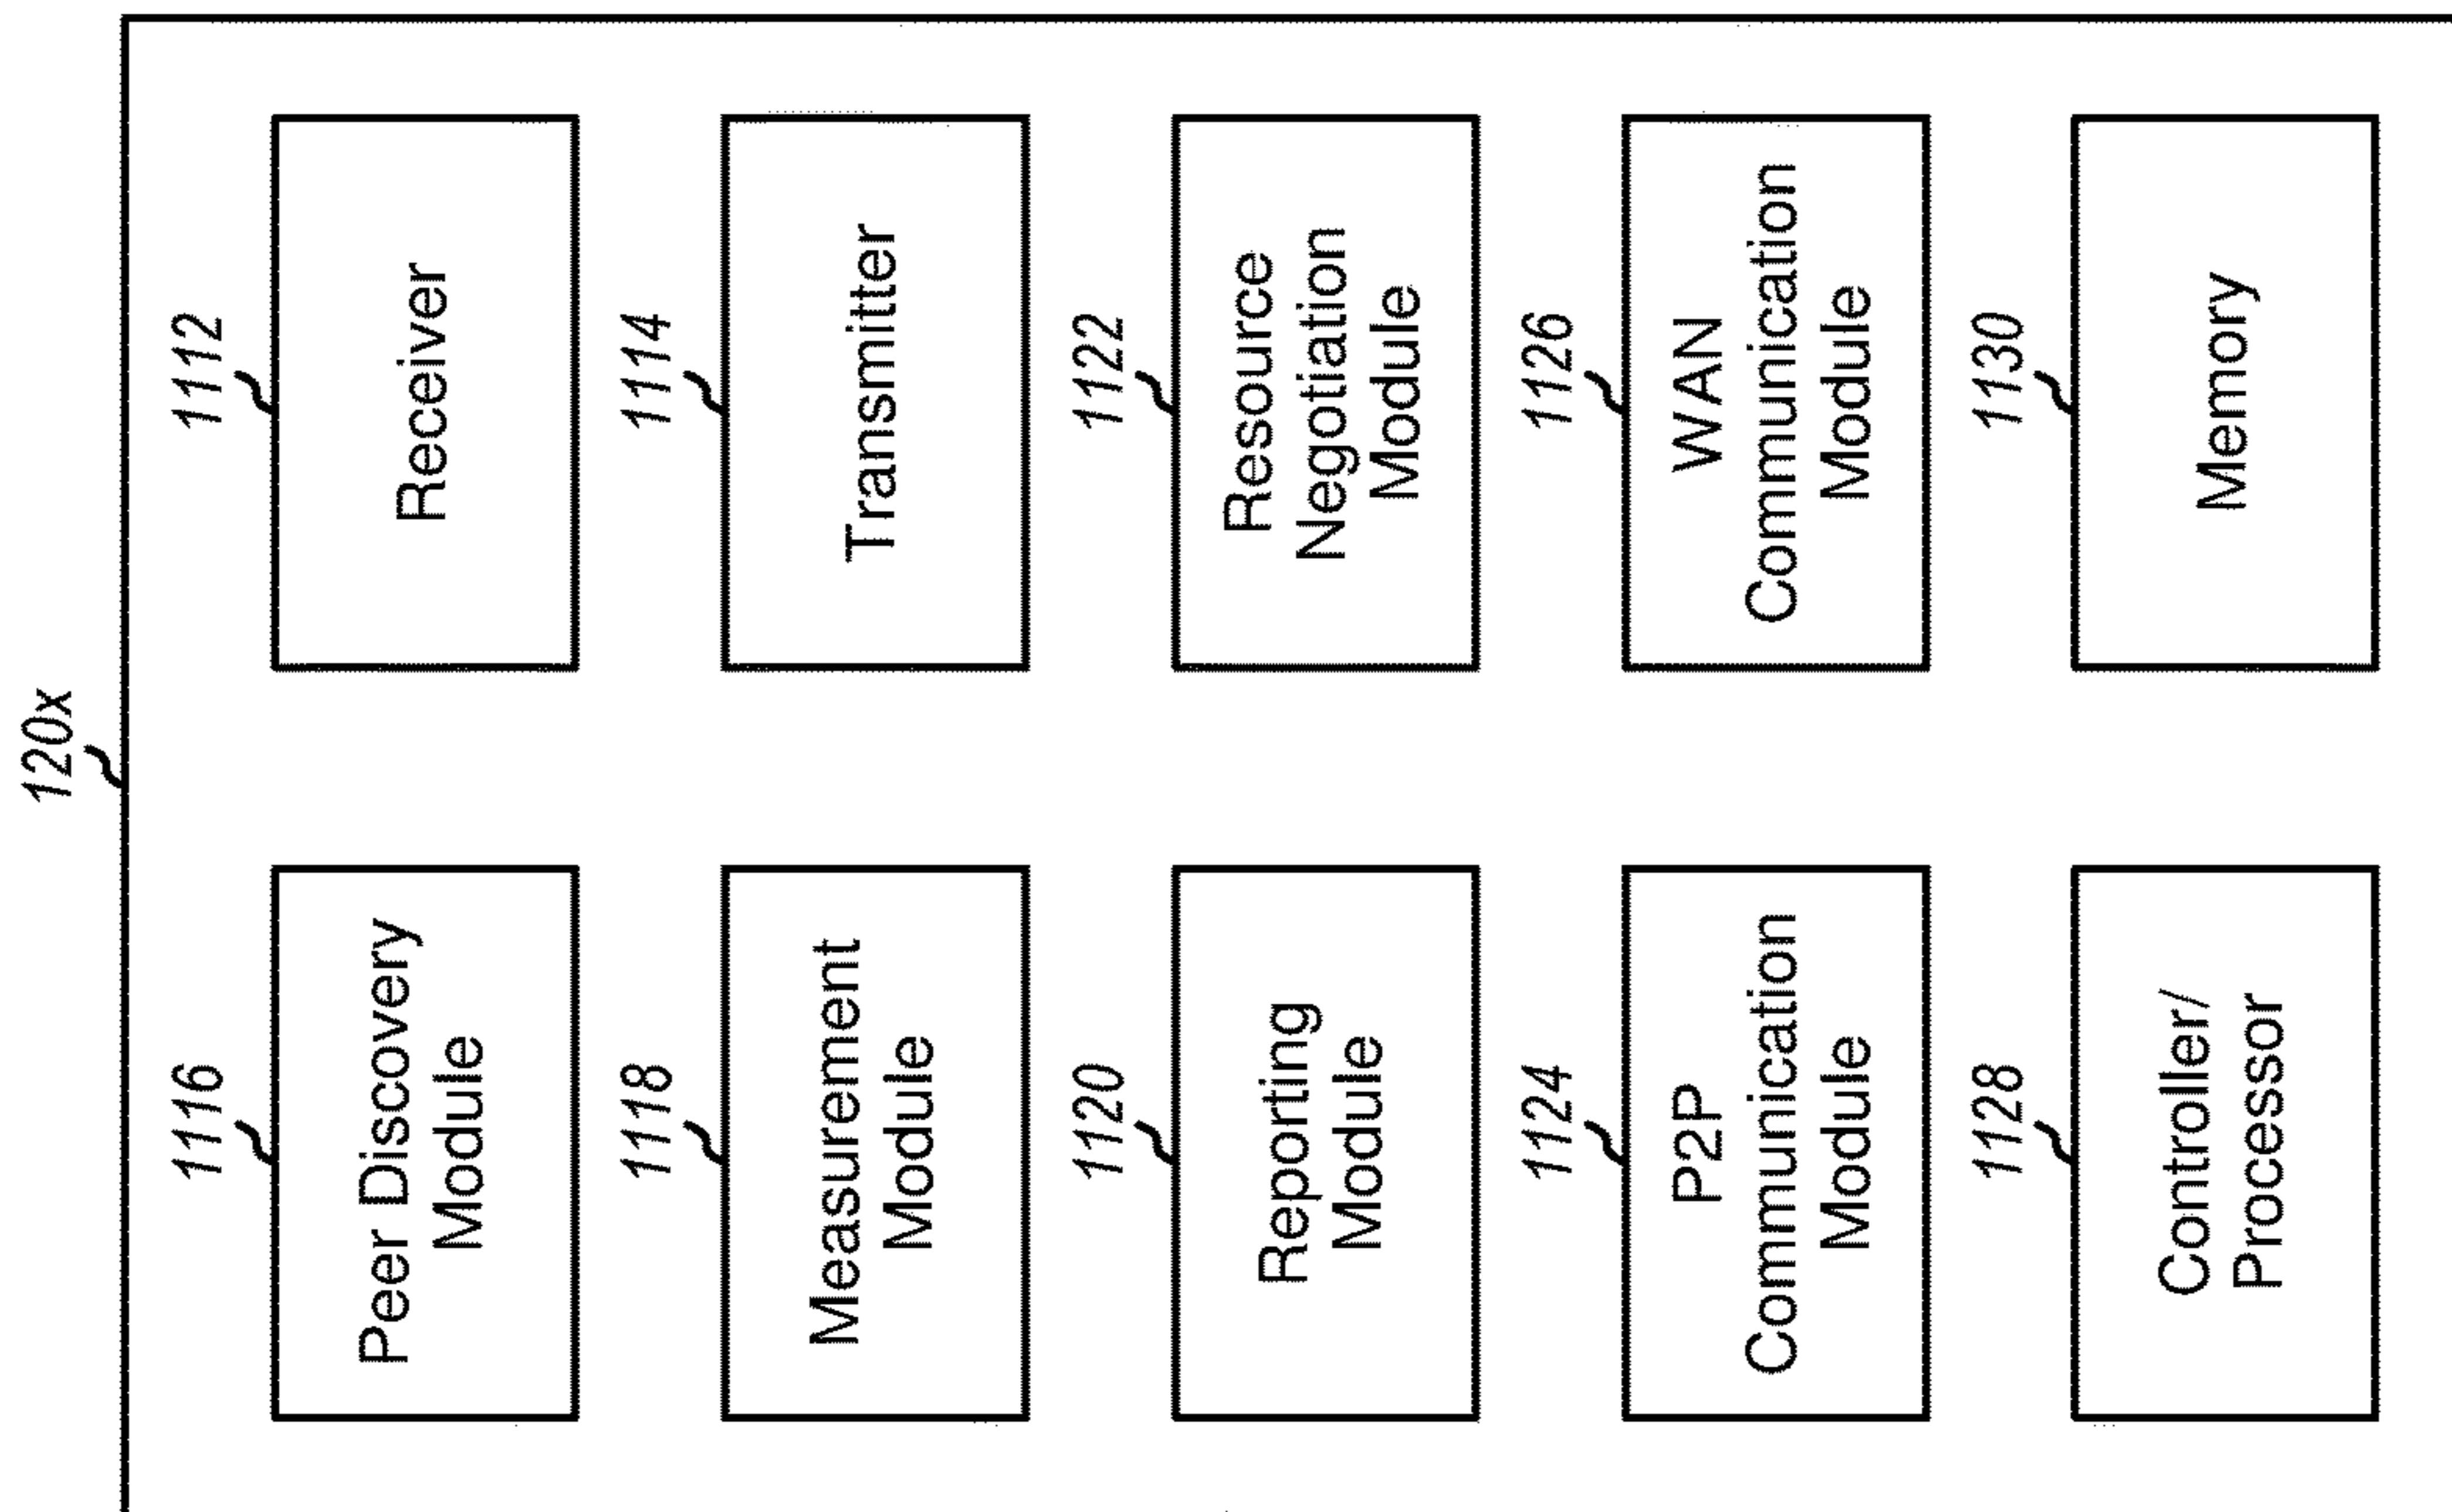 120x
1116
Peer Discovery
Module
1112
Receiver
1118
Measurement
Module
1114
Transmitter
1120
Reporting
Module
1122
Resource
Negotiation
Module
1124
P2P
Communication
Module
1126
WAN
Communication
Module
1128
Controller/
Processor
1130
Memory